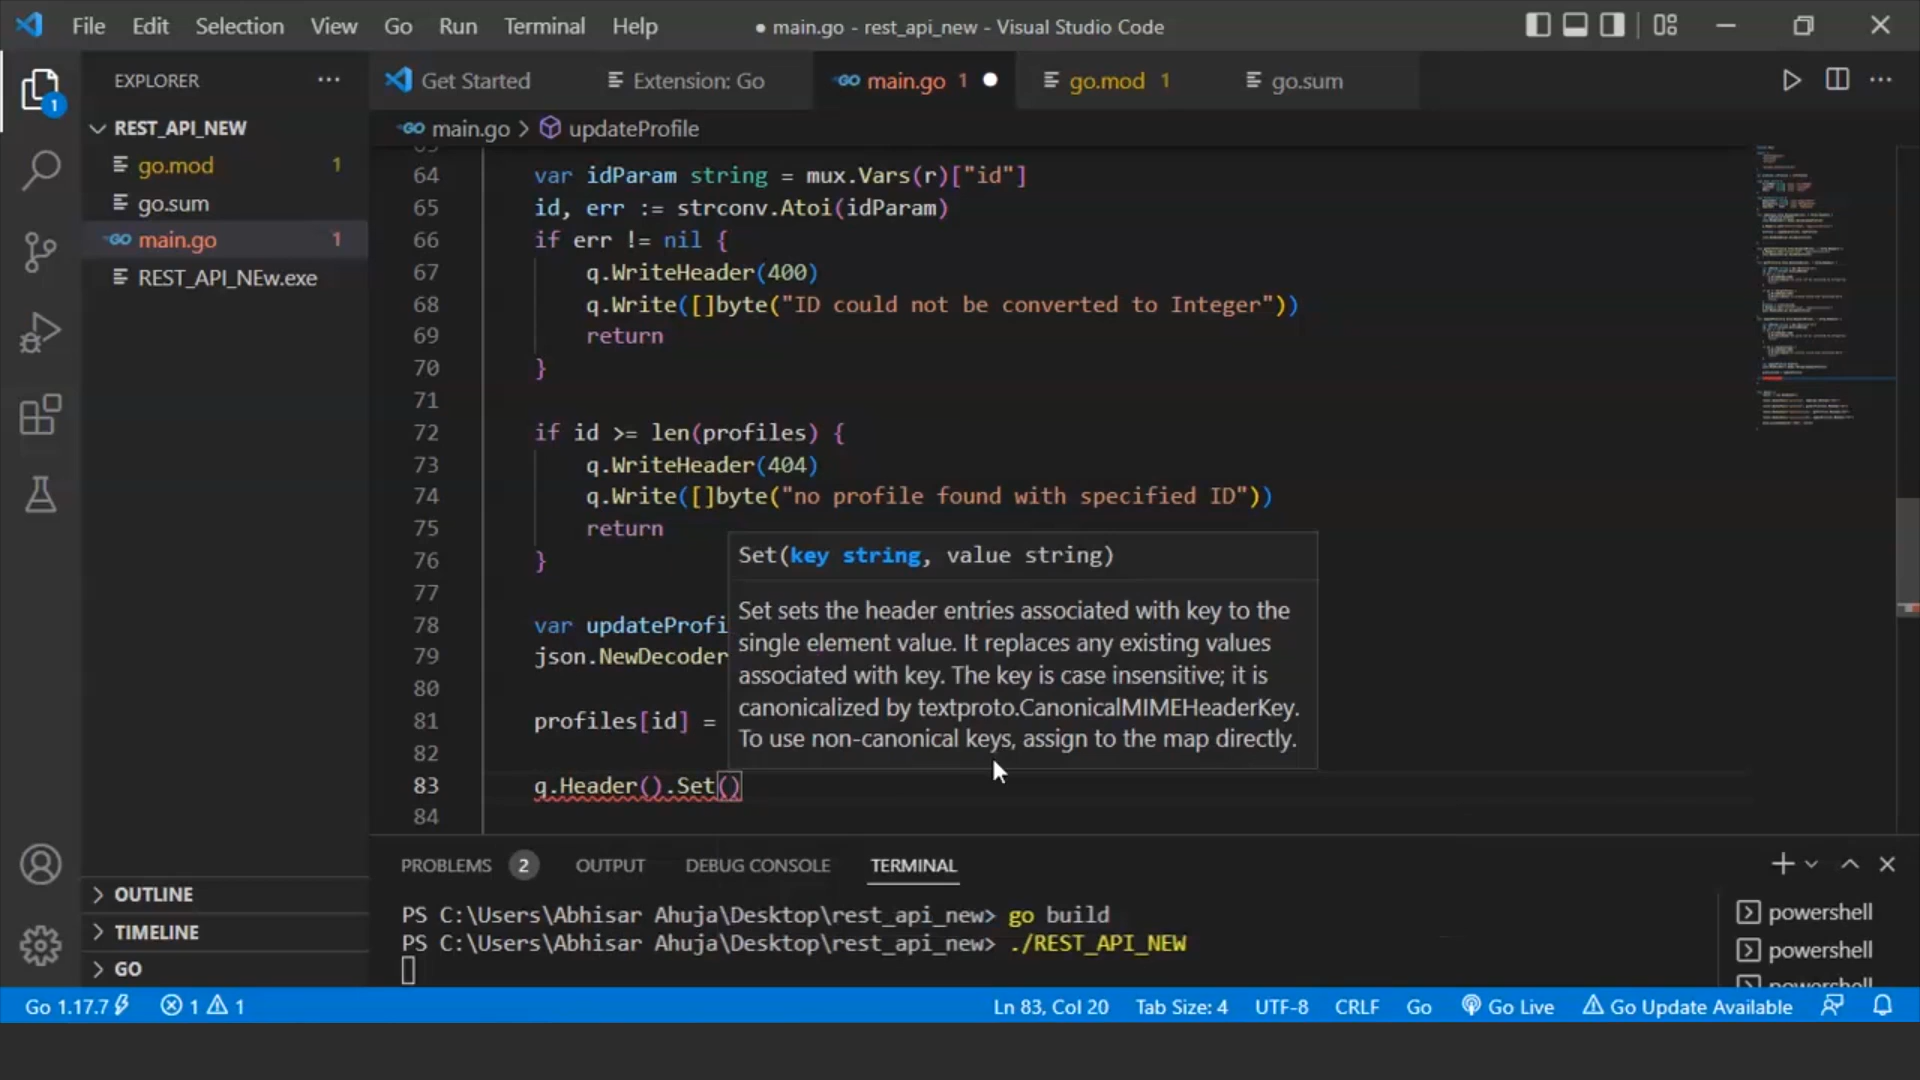 File Edit Selection View Go Run Terminal Help ● main.go - rest_api_new - Visual Studio Code
EXPLORER ···
Get Started Extension: Go main.go 1 ● go.mod 1 go.sum
REST_API_NEW
go.mod 1
go.sum
main.go 1
REST_API_NEw.exe
OUTLINE
TIMELINE
GO
main.go > updateProfile
64 var idParam string = mux.Vars(r)["id"]
65 id, err := strconv.Atoi(idParam)
66 if err != nil {
67 q.WriteHeader(400)
68 q.Write([]byte("ID could not be converted to Integer"))
69 return
70 }
71
72 if id >= len(profiles) {
73 q.WriteHeader(404)
74 q.Write([]byte("no profile found with specified ID"))
75 return
76 }
77
78 var updateProfi
79 json.NewDecoder
80
81 profiles[id] =
82
83 q.Header().Set()
84
Set(key string, value string)
Set sets the header entries associated with key to the
single element value. It replaces any existing values
associated with key. The key is case insensitive; it is
canonicalized by textproto.CanonicalMIMEHeaderKey.
To use non-canonical keys, assign to the map directly.
PROBLEMS 2 OUTPUT DEBUG CONSOLE TERMINAL
PS C:\Users\Abhisar Ahuja\Desktop\rest_api_new> go build
PS C:\Users\Abhisar Ahuja\Desktop\rest_api_new> ./REST_API_NEW
powershell
powershell
powershell
Go 1.17.7 1 1 Ln 83, Col 20 Tab Size: 4 UTF-8 CRLF Go Go Live Go Update Available